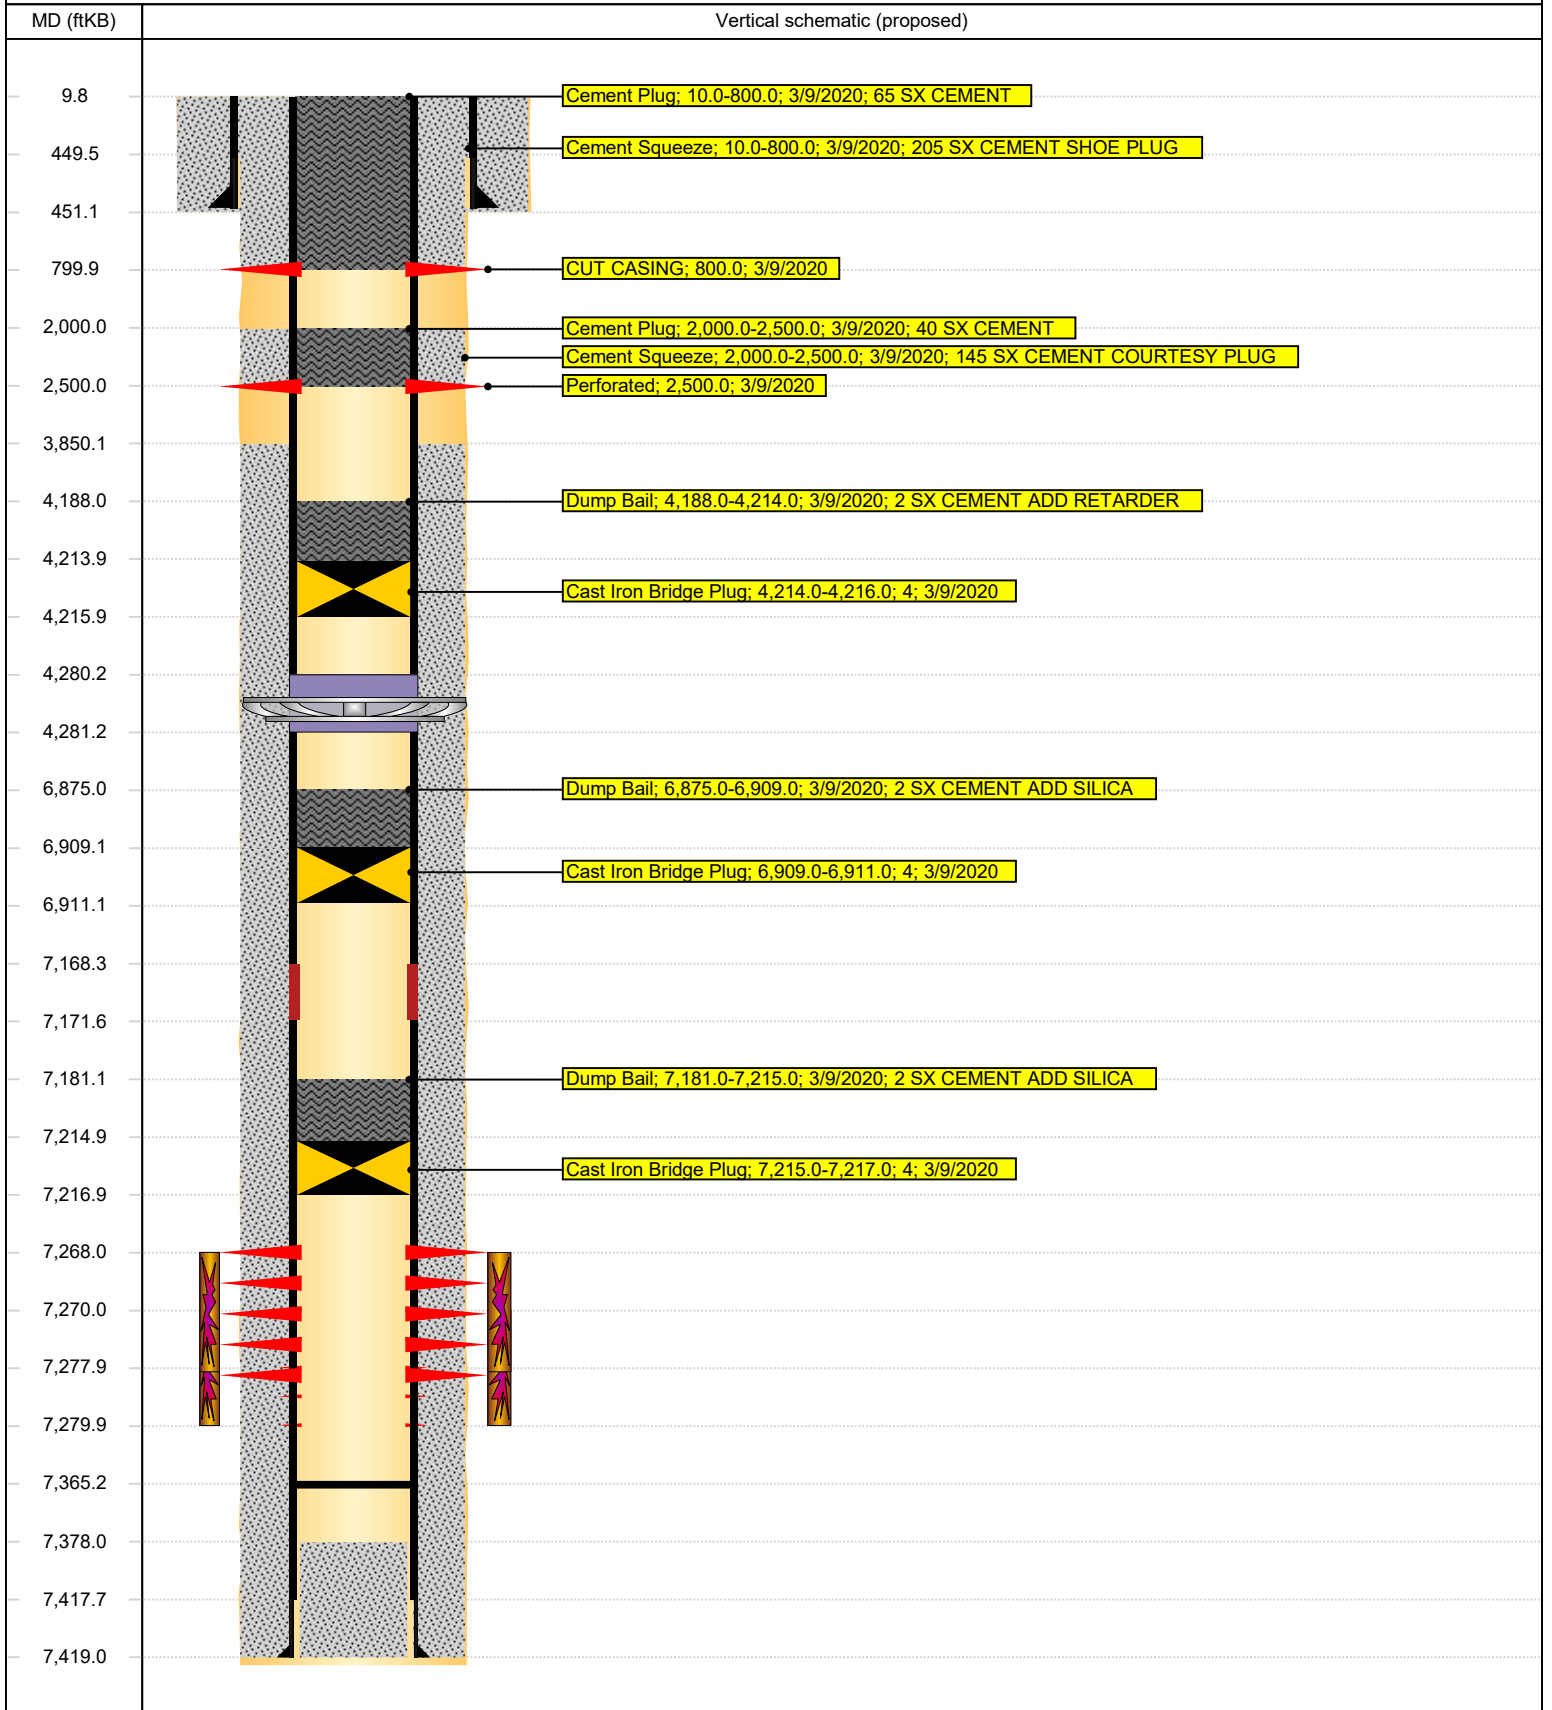 MD (ftKB)
Vertical schematic (proposed)
9.8
Cement Plug; 10.0-800.0; 3/9/2020; 65 SX CEMENT
449.5
Cement Squeeze; 10.0-800.0; 3/9/2020; 205 SX CEMENT SHOE PLUG
451.1
799.9
CUT CASING; 800.0; 3/9/2020
2,000.0
Cement Plug; 2,000.0-2,500.0; 3/9/2020; 40 SX CEMENT
Cement Squeeze; 2,000.0-2,500.0; 3/9/2020; 145 SX CEMENT COURTESY PLUG
2,500.0
Perforated; 2,500.0; 3/9/2020
3,850.1
4,188.0
Dump Bail; 4,188.0-4,214.0; 3/9/2020; 2 SX CEMENT ADD RETARDER
4,213.9
Cast Iron Bridge Plug; 4,214.0-4,216.0; 4; 3/9/2020
4,215.9
4,280.2
4,281.2
6,875.0
Dump Bail; 6,875.0-6,909.0; 3/9/2020; 2 SX CEMENT ADD SILICA
6,909.1
Cast Iron Bridge Plug; 6,909.0-6,911.0; 4; 3/9/2020
6,911.1
7,168.3
7,171.6
7,181.1
Dump Bail; 7,181.0-7,215.0; 3/9/2020; 2 SX CEMENT ADD SILICA
7,214.9
Cast Iron Bridge Plug; 7,215.0-7,217.0; 4; 3/9/2020
7,216.9
7,268.0
7,270.0
7,277.9
7,279.9
7,365.2
7,378.0
7,417.7
7,419.0